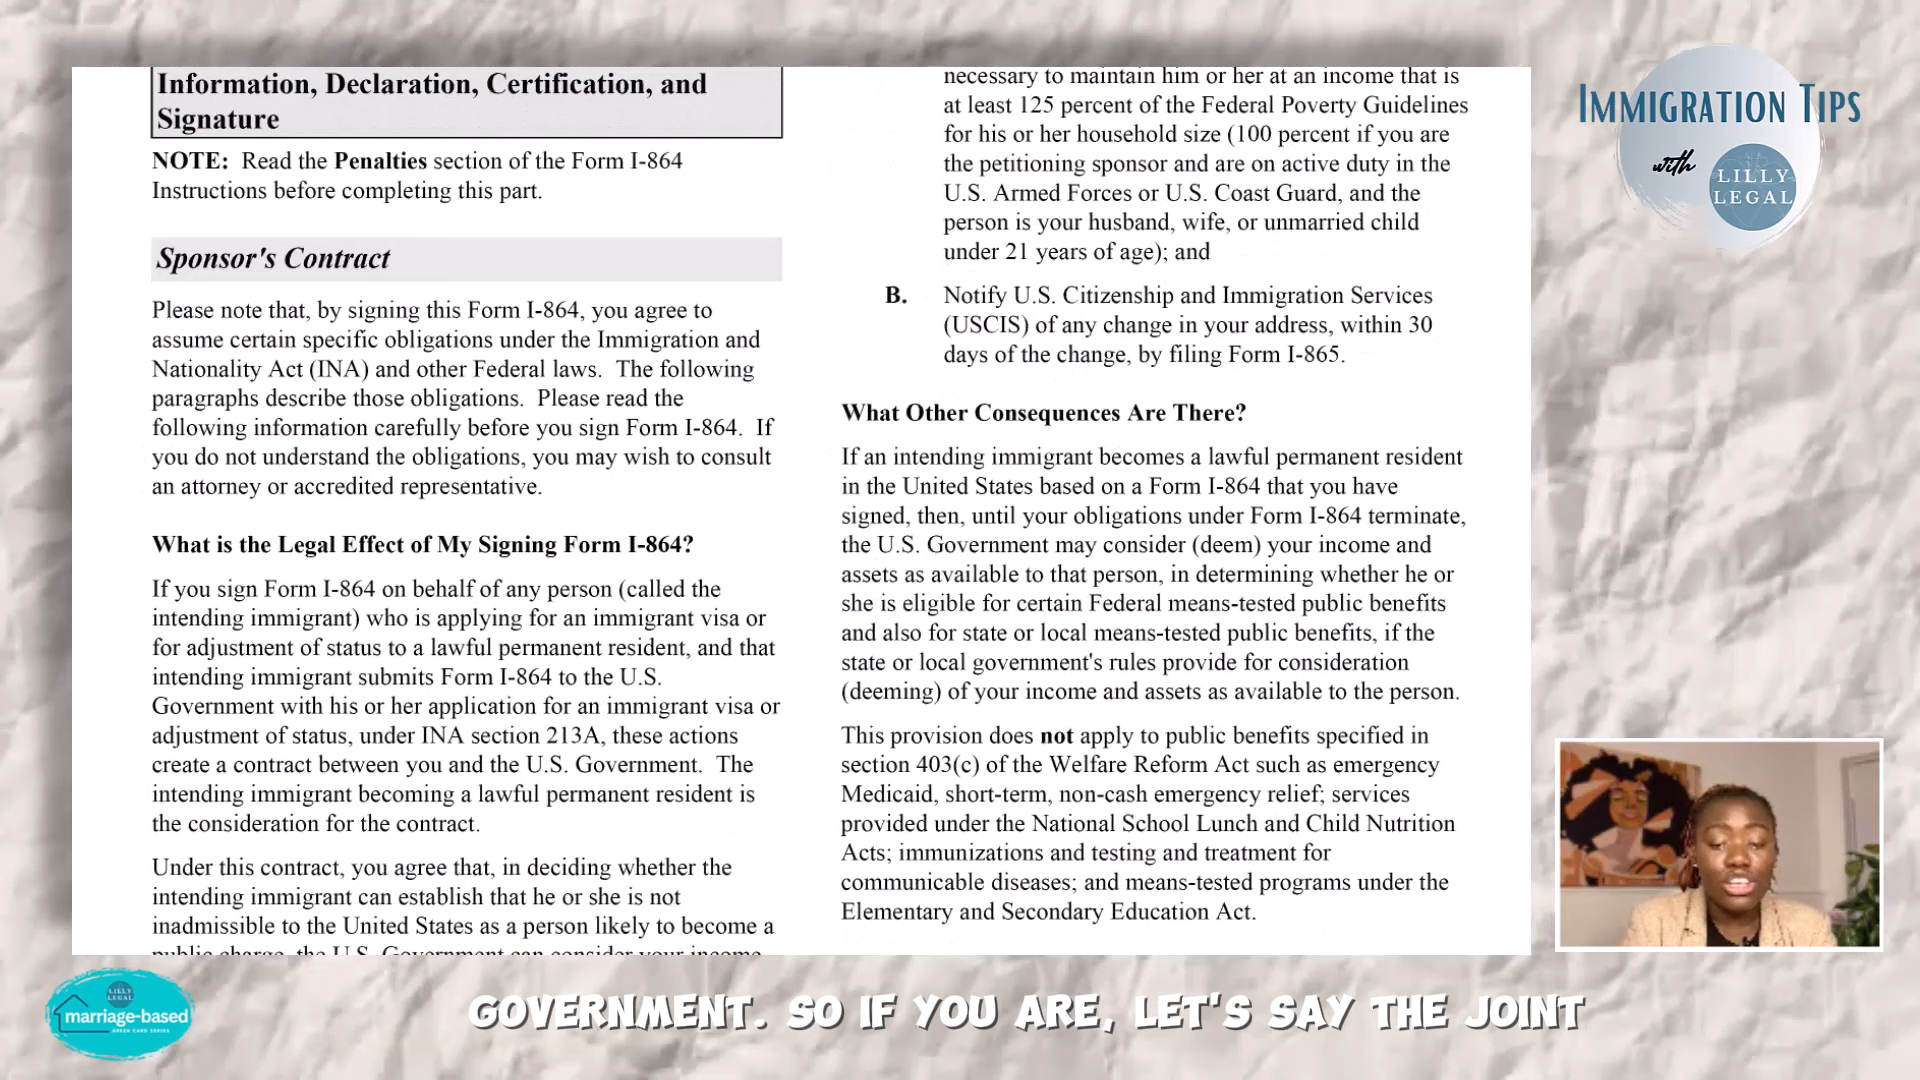 Information, Declaration, Certification, and
Signature
NOTE: Read the Penalties section of the Form I-864
Instructions before completing this part.
Sponsor's Contract
Please note that, by signing this Form I-864, you agree to
assume certain specific obligations under the Immigration and
Nationality Act (INA) and other Federal laws. The following
paragraphs describe those obligations. Please read the
following information carefully before you sign Form I-864. If
you do not understand the obligations, you may wish to consult
an attorney or accredited representative.
What is the Legal Effect of My Signing Form I-864?
If you sign Form I-864 on behalf of any person (called the
intending immigrant) who is applying for an immigrant visa or
for adjustment of status to a lawful permanent resident, and that
intending immigrant submits Form I-864 to the U.S.
Government with his or her application for an immigrant visa or
adjustment of status, under INA section 213A, these actions
create a contract between you and the U.S. Government. The
intending immigrant becoming a lawful permanent resident is
the consideration for the contract.
Under this contract, you agree that, in deciding whether the
intending immigrant can establish that he or she is not
inadmissible to the United States as a person likely to become a
public charge, the U.S. Government can consider your income
necessary to maintain him or her at an income that is
at least 125 percent of the Federal Poverty Guidelines
for his or her household size (100 percent if you are
the petitioning sponsor and are on active duty in the
U.S. Armed Forces or U.S. Coast Guard, and the
person is your husband, wife, or unmarried child
under 21 years of age); and
B. Notify U.S. Citizenship and Immigration Services
(USCIS) of any change in your address, within 30
days of the change, by filing Form I-865.
What Other Consequences Are There?
If an intending immigrant becomes a lawful permanent resident
in the United States based on a Form I-864 that you have
signed, then, until your obligations under Form I-864 terminate,
the U.S. Government may consider (deem) your income and
assets as available to that person, in determining whether he or
she is eligible for certain Federal means-tested public benefits
and also for state or local means-tested public benefits, if the
state or local government's rules provide for consideration
(deeming) of your income and assets as available to the person.
This provision does not apply to public benefits specified in
section 403(c) of the Welfare Reform Act such as emergency
Medicaid, short-term, non-cash emergency relief; services
provided under the National School Lunch and Child Nutrition
Acts; immunizations and testing and treatment for
communicable diseases; and means-tested programs under the
Elementary and Secondary Education Act.
IMMIGRATION TIPS
with
LILLY
LEGAL
LILLY
LEGAL
marriage-based
GREEN CARD SERIES
GOVERNMENT. SO IF YOU ARE, LET'S SAY THE JOINT